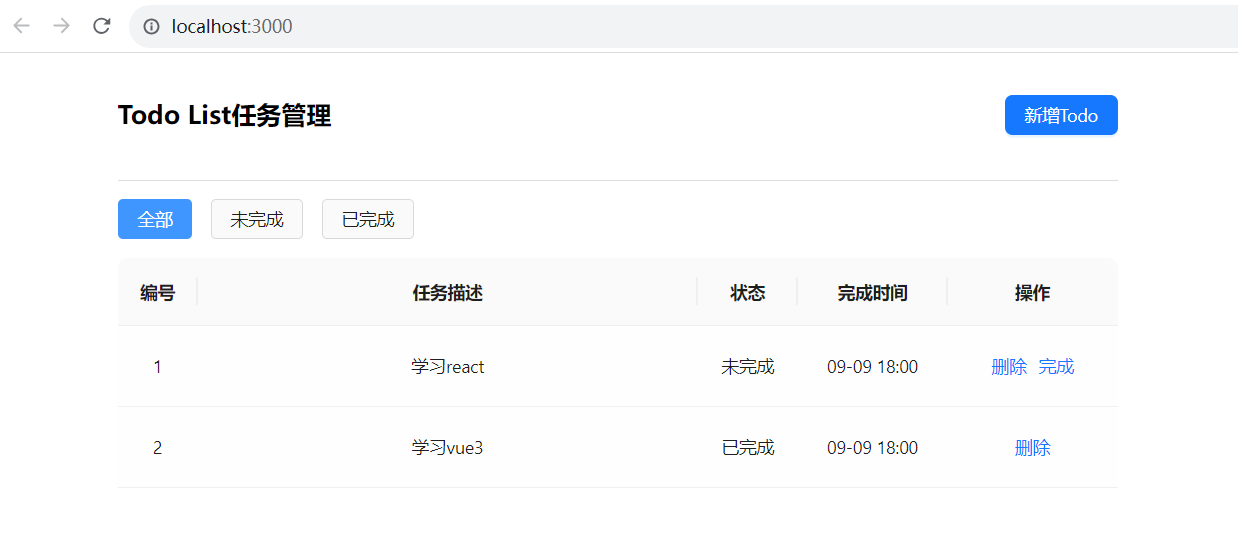 localhost:3000
Todo List任务管理 新增Todo
全部 未完成 已完成
编号 任务描述 状态 完成时间 操作
1 学习react 未完成 09-09 18:00 删除 完成
2 学习vue3 已完成 09-09 18:00 删除